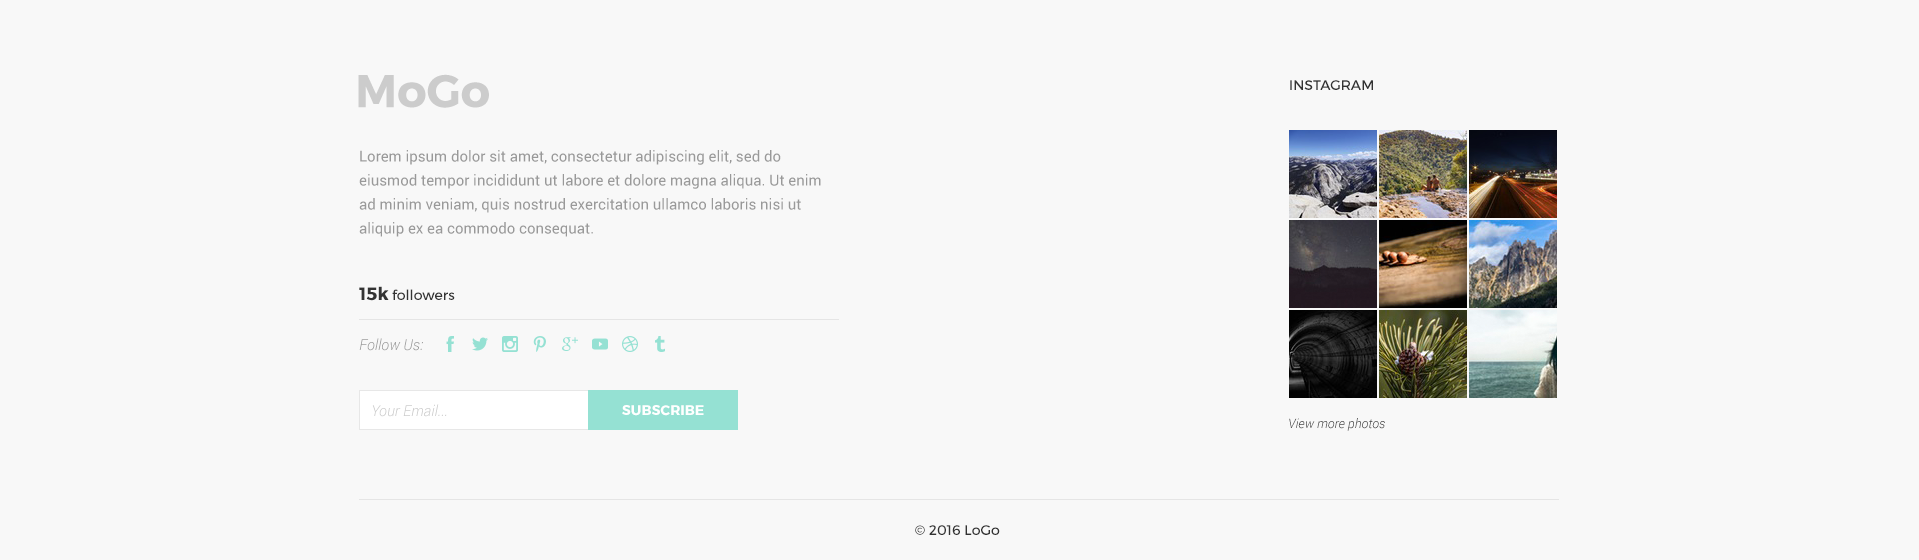 MoGo
Lorem ipsum dolor sit amet, consectetur adipiscing elit, sed do
eiusmod tempor incididunt ut labore et dolore magna aliqua. Ut enim
ad minim veniam, quis nostrud exercitation ullamco laboris nisi ut
aliquip ex ea commodo consequat.
15k followers
Follow Us:
Your Email...
SUBSCRIBE
INSTAGRAM
View more photos
© 2016 LoGo